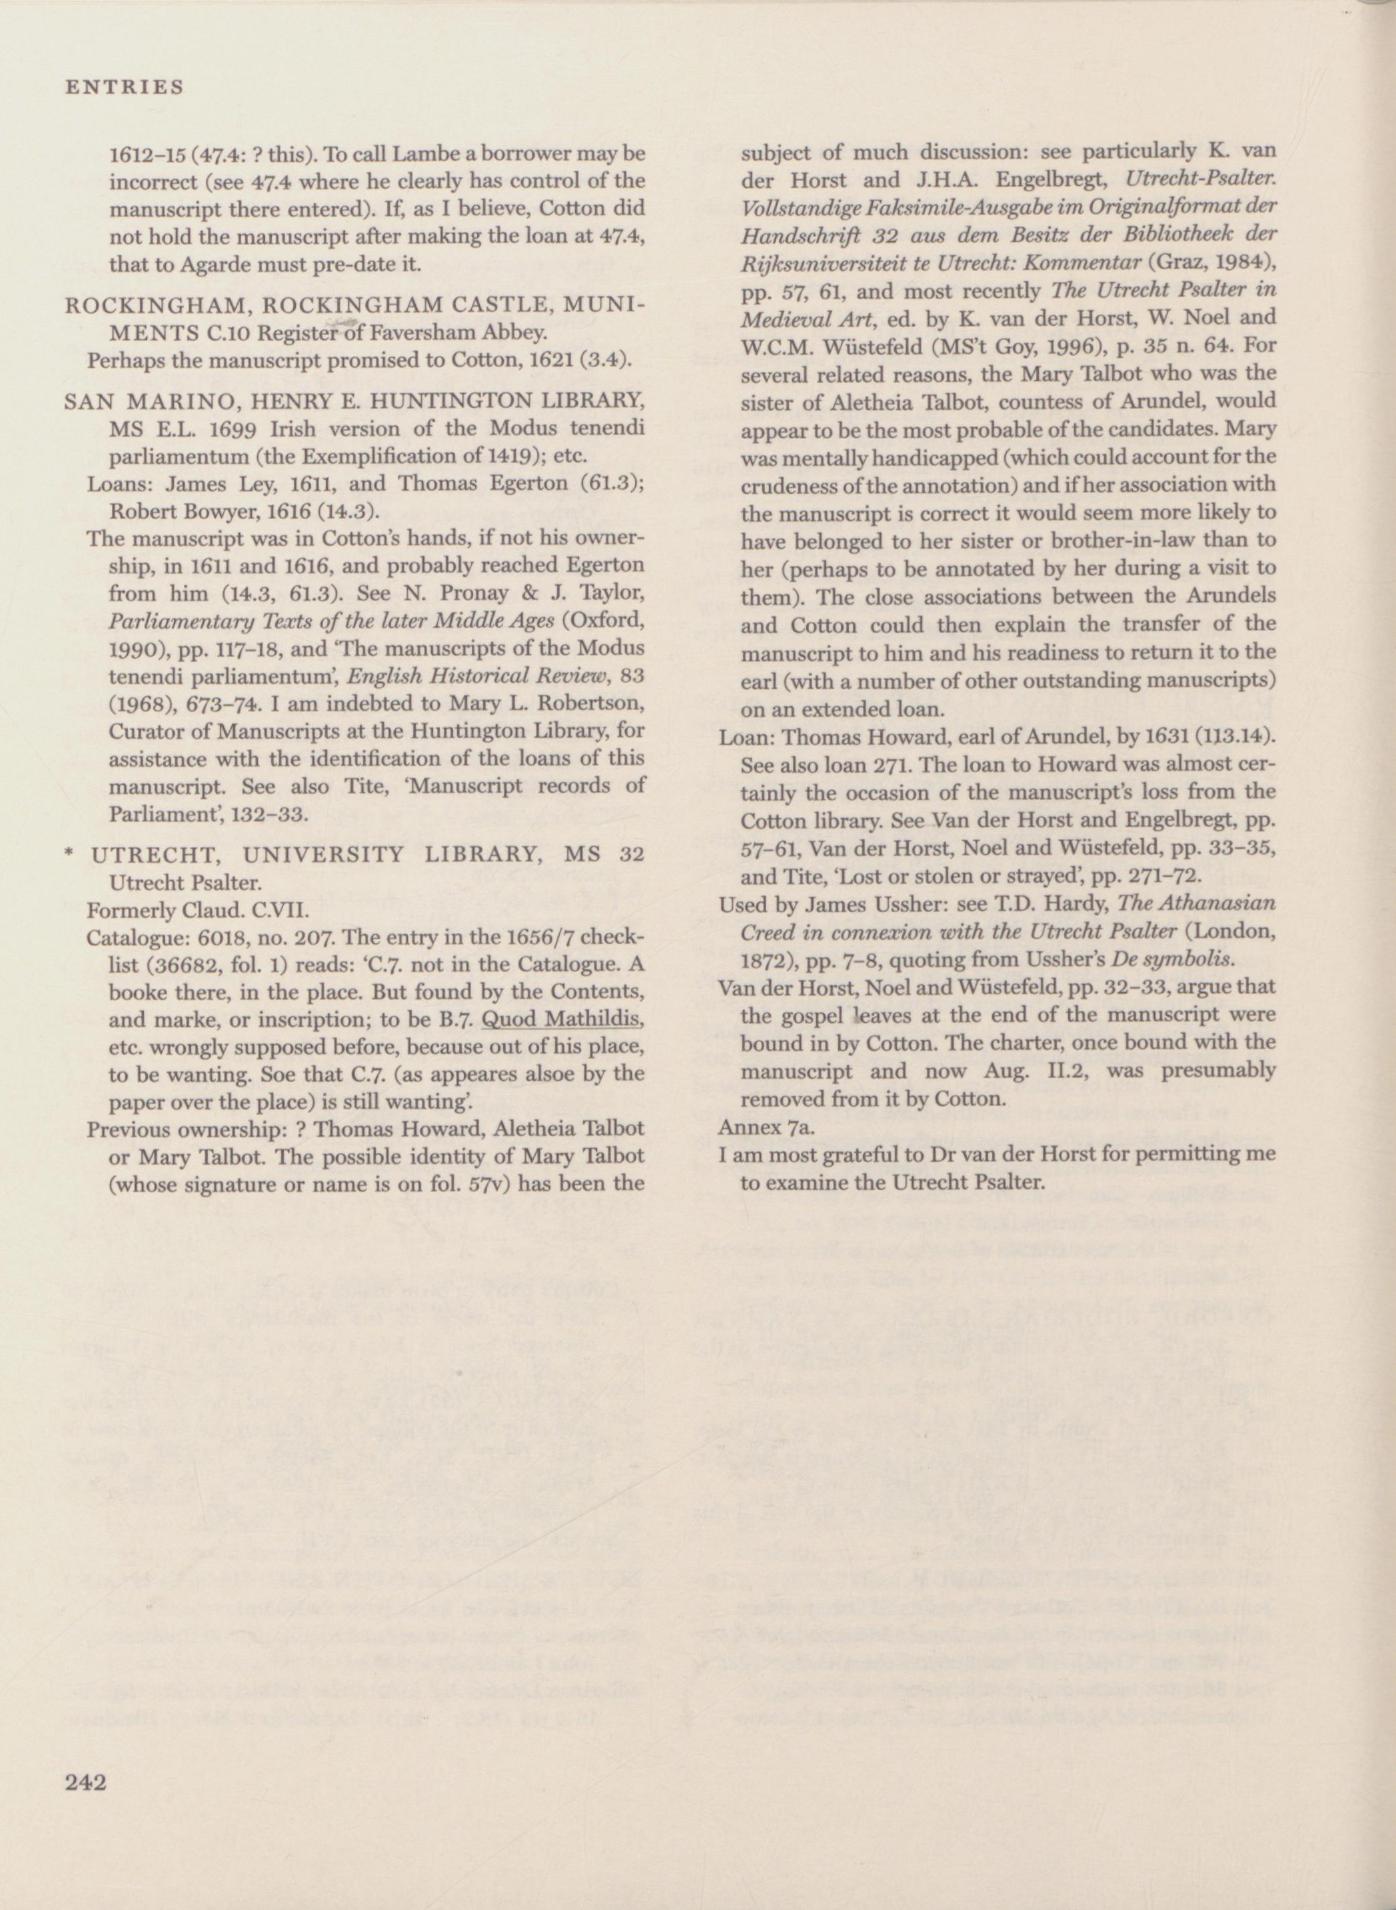 ENTRIES
1612–15 (47.4: ? this). To call Lambe a borrower may be
incorrect (see 47.4 where he clearly has control of the
manuscript there entered). If, as I believe, Cotton did
not hold the manuscript after making the loan at 47.4,
that to Agarde must pre-date it.
ROCKINGHAM, ROCKINGHAM CASTLE, MUNI-
MENTS C.10 Register of Faversham Abbey.
Perhaps the manuscript promised to Cotton, 1621 (3.4).
SAN MARINO, HENRY E. HUNTINGTON LIBRARY,
MS E.L. 1699 Irish version of the Modus tenendi
parliamentum (the Exemplification of 1419); etc.
Loans: James Ley, 1611, and Thomas Egerton (61.3);
Robert Bowyer, 1616 (14.3).
The manuscript was in Cotton's hands, if not his owner-
ship, in 1611 and 1616, and probably reached Egerton
from him (14.3, 61.3). See N. Pronay & J. Taylor,
Parliamentary Texts of the later Middle Ages (Oxford,
1990), pp. 117–18, and 'The manuscripts of the Modus
tenendi parliamentum', English Historical Review, 83
(1968), 673–74. I am indebted to Mary L. Robertson,
Curator of Manuscripts at the Huntington Library, for
assistance with the identification of the loans of this
manuscript. See also Tite, 'Manuscript records of
Parliament', 132–33.
* UTRECHT, UNIVERSITY LIBRARY, MS 32
Utrecht Psalter.
Formerly Claud. C.VII.
Catalogue: 6018, no. 207. The entry in the 1656/7 check-
list (36682, fol. 1) reads: 'C.7. not in the Catalogue. A
booke there, in the place. But found by the Contents,
and marke, or inscription; to be B.7. Quod Mathildis,
etc. wrongly supposed before, because out of his place,
to be wanting. Soe that C.7. (as appeares alsoe by the
paper over the place) is still wanting'.
Previous ownership: ? Thomas Howard, Aletheia Talbot
or Mary Talbot. The possible identity of Mary Talbot
(whose signature or name is on fol. 57v) has been the
subject of much discussion: see particularly K. van
der Horst and J.H.A. Engelbregt, Utrecht-Psalter.
Vollstandige Faksimile-Ausgabe im Originalformat der
Handschrift 32 aus dem Besitz der Bibliotheek der
Rijksuniversiteit te Utrecht: Kommentar (Graz, 1984),
pp. 57, 61, and most recently The Utrecht Psalter in
Medieval Art, ed. by K. van der Horst, W. Noel and
W.C.M. Wüstefeld (MS't Goy, 1996), p. 35 n. 64. For
several related reasons, the Mary Talbot who was the
sister of Aletheia Talbot, countess of Arundel, would
appear to be the most probable of the candidates. Mary
was mentally handicapped (which could account for the
crudeness of the annotation) and if her association with
the manuscript is correct it would seem more likely to
have belonged to her sister or brother-in-law than to
her (perhaps to be annotated by her during a visit to
them). The close associations between the Arundels
and Cotton could then explain the transfer of the
manuscript to him and his readiness to return it to the
earl (with a number of other outstanding manuscripts)
on an extended loan.
Loan: Thomas Howard, earl of Arundel, by 1631 (113.14).
See also loan 271. The loan to Howard was almost cer-
tainly the occasion of the manuscript's loss from the
Cotton library. See Van der Horst and Engelbregt, pp.
57–61, Van der Horst, Noel and Wüstefeld, pp. 33–35,
and Tite, 'Lost or stolen or strayed', pp. 271–72.
Used by James Ussher: see T.D. Hardy, The Athanasian
Creed in connexion with the Utrecht Psalter (London,
1872), pp. 7–8, quoting from Ussher's De symbolis.
Van der Horst, Noel and Wüstefeld, pp. 32–33, argue that
the gospel leaves at the end of the manuscript were
bound in by Cotton. The charter, once bound with the
manuscript and now Aug. II.2, was presumably
removed from it by Cotton.
Annex 7a.
I am most grateful to Dr van der Horst for permitting me
to examine the Utrecht Psalter.
242